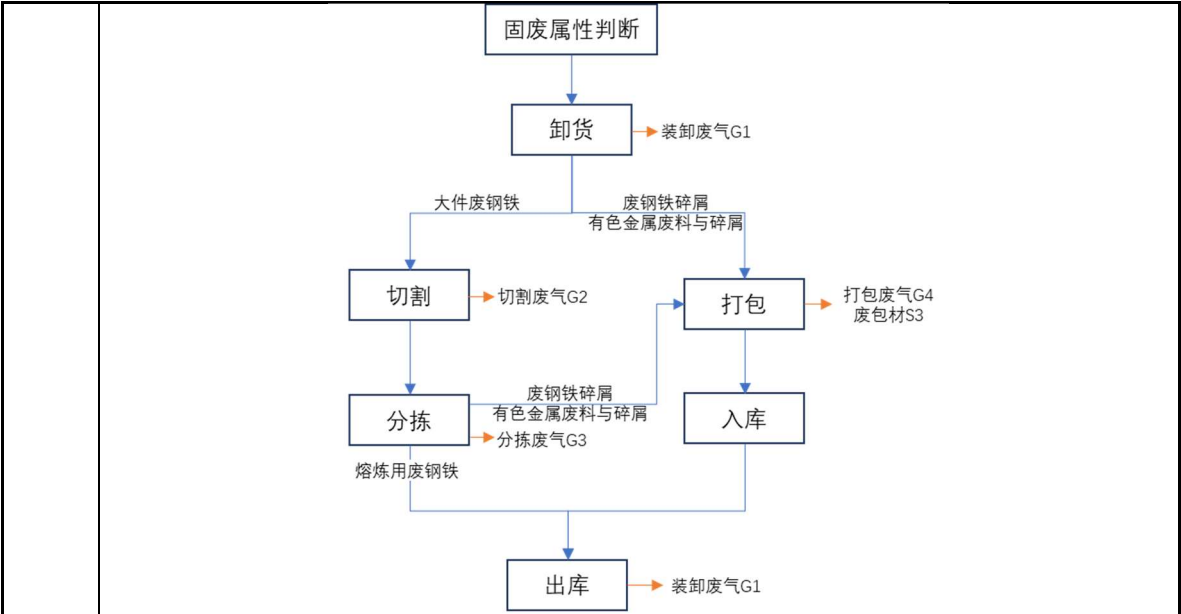 固废属性判断
卸货
装卸废气G1
大件废钢铁
废钢铁碎屑
有色金属废料与碎屑
切割
切割废气G2
打包
打包废气G4
废包材S3
废钢铁碎屑
有色金属废料与碎屑
分拣
分拣废气G3
入库
熔炼用废钢铁
出库
装卸废气G1